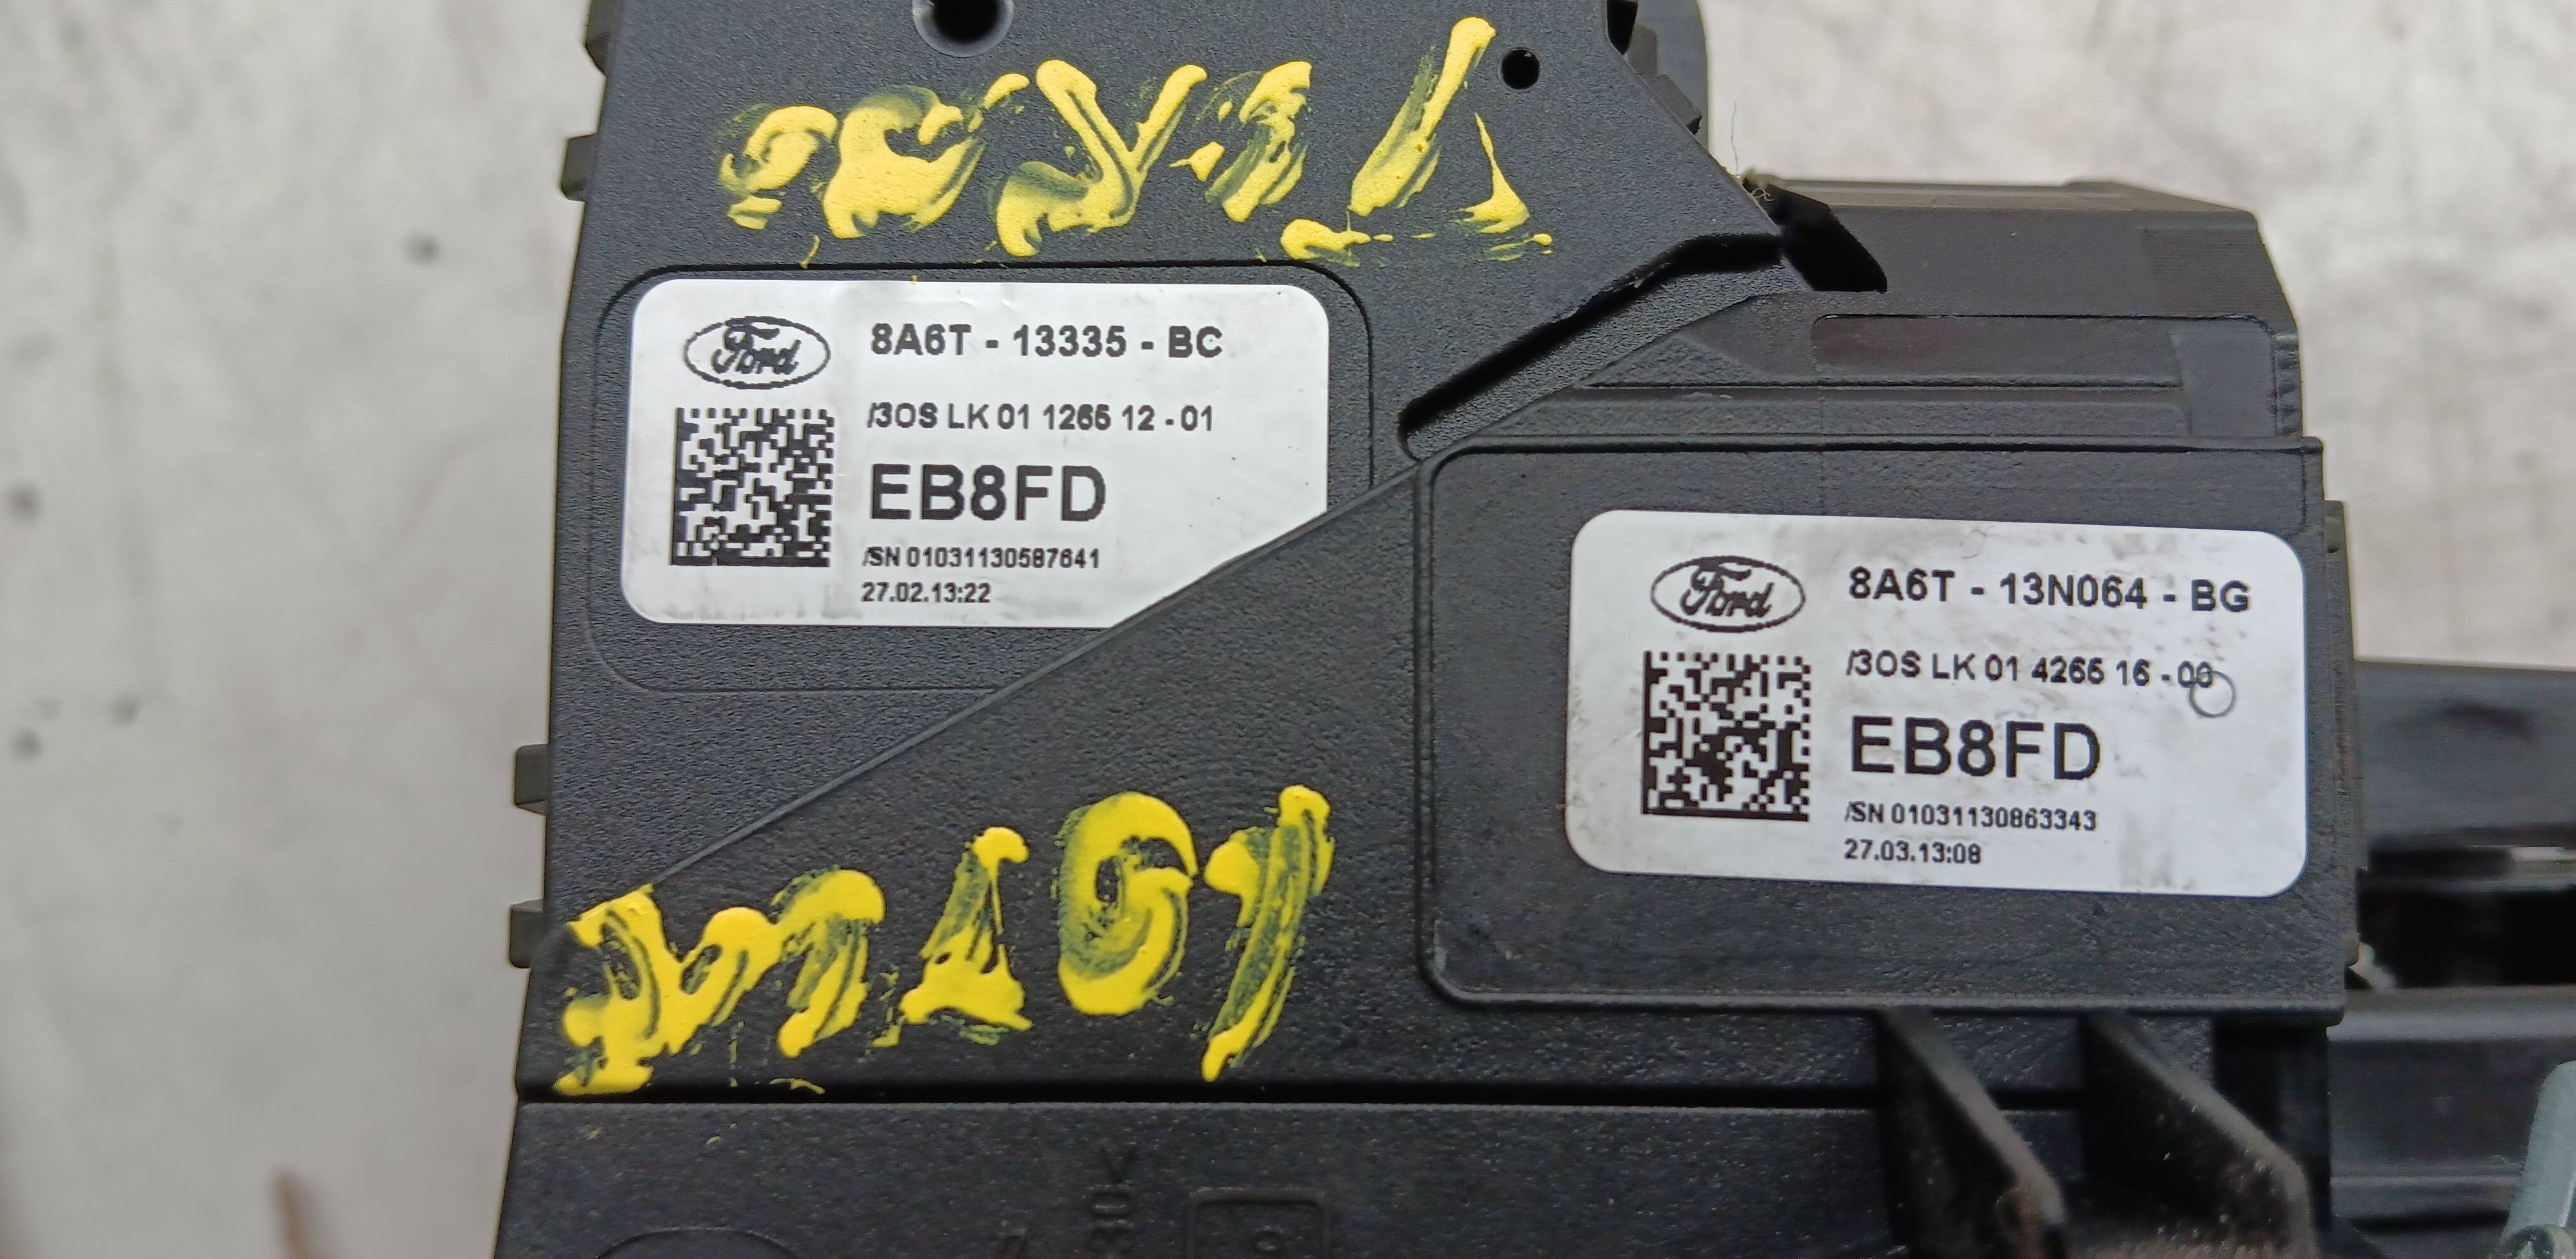 Ford
8A6T - 13335 - BC
/3OS LK 01 1265 12 - 01
EB8FD
/SN 01031130587641
27.02.13:22
Ford
8A6T - 13N064 - BG
/3OS LK 01 4265 16 - 00
EB8FD
/SN 01031130863343
27.03.13:08